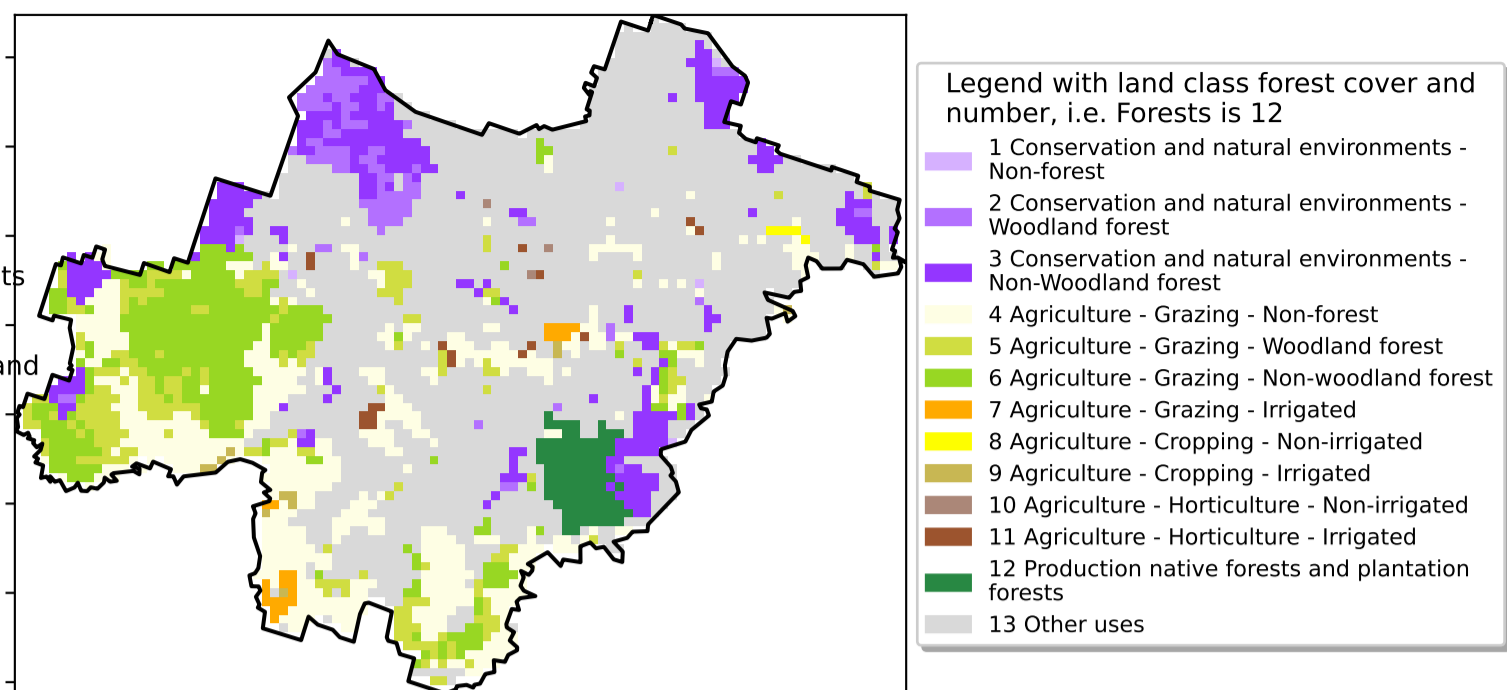 ts
nd
Legend with land class forest cover and
number, i.e. Forests is 12
1 Conservation and natural environments -
Non-forest
2 Conservation and natural environments -
Woodland forest
3 Conservation and natural environments -
Non-Woodland forest
4 Agriculture - Grazing - Non-forest
5 Agriculture - Grazing - Woodland forest
6 Agriculture - Grazing - Non-woodland forest
7 Agriculture - Grazing - Irrigated
8 Agriculture - Cropping - Non-irrigated
9 Agriculture - Cropping - Irrigated
10 Agriculture - Horticulture - Non-irrigated
11 Agriculture - Horticulture - Irrigated
12 Production native forests and plantation
forests
13 Other uses